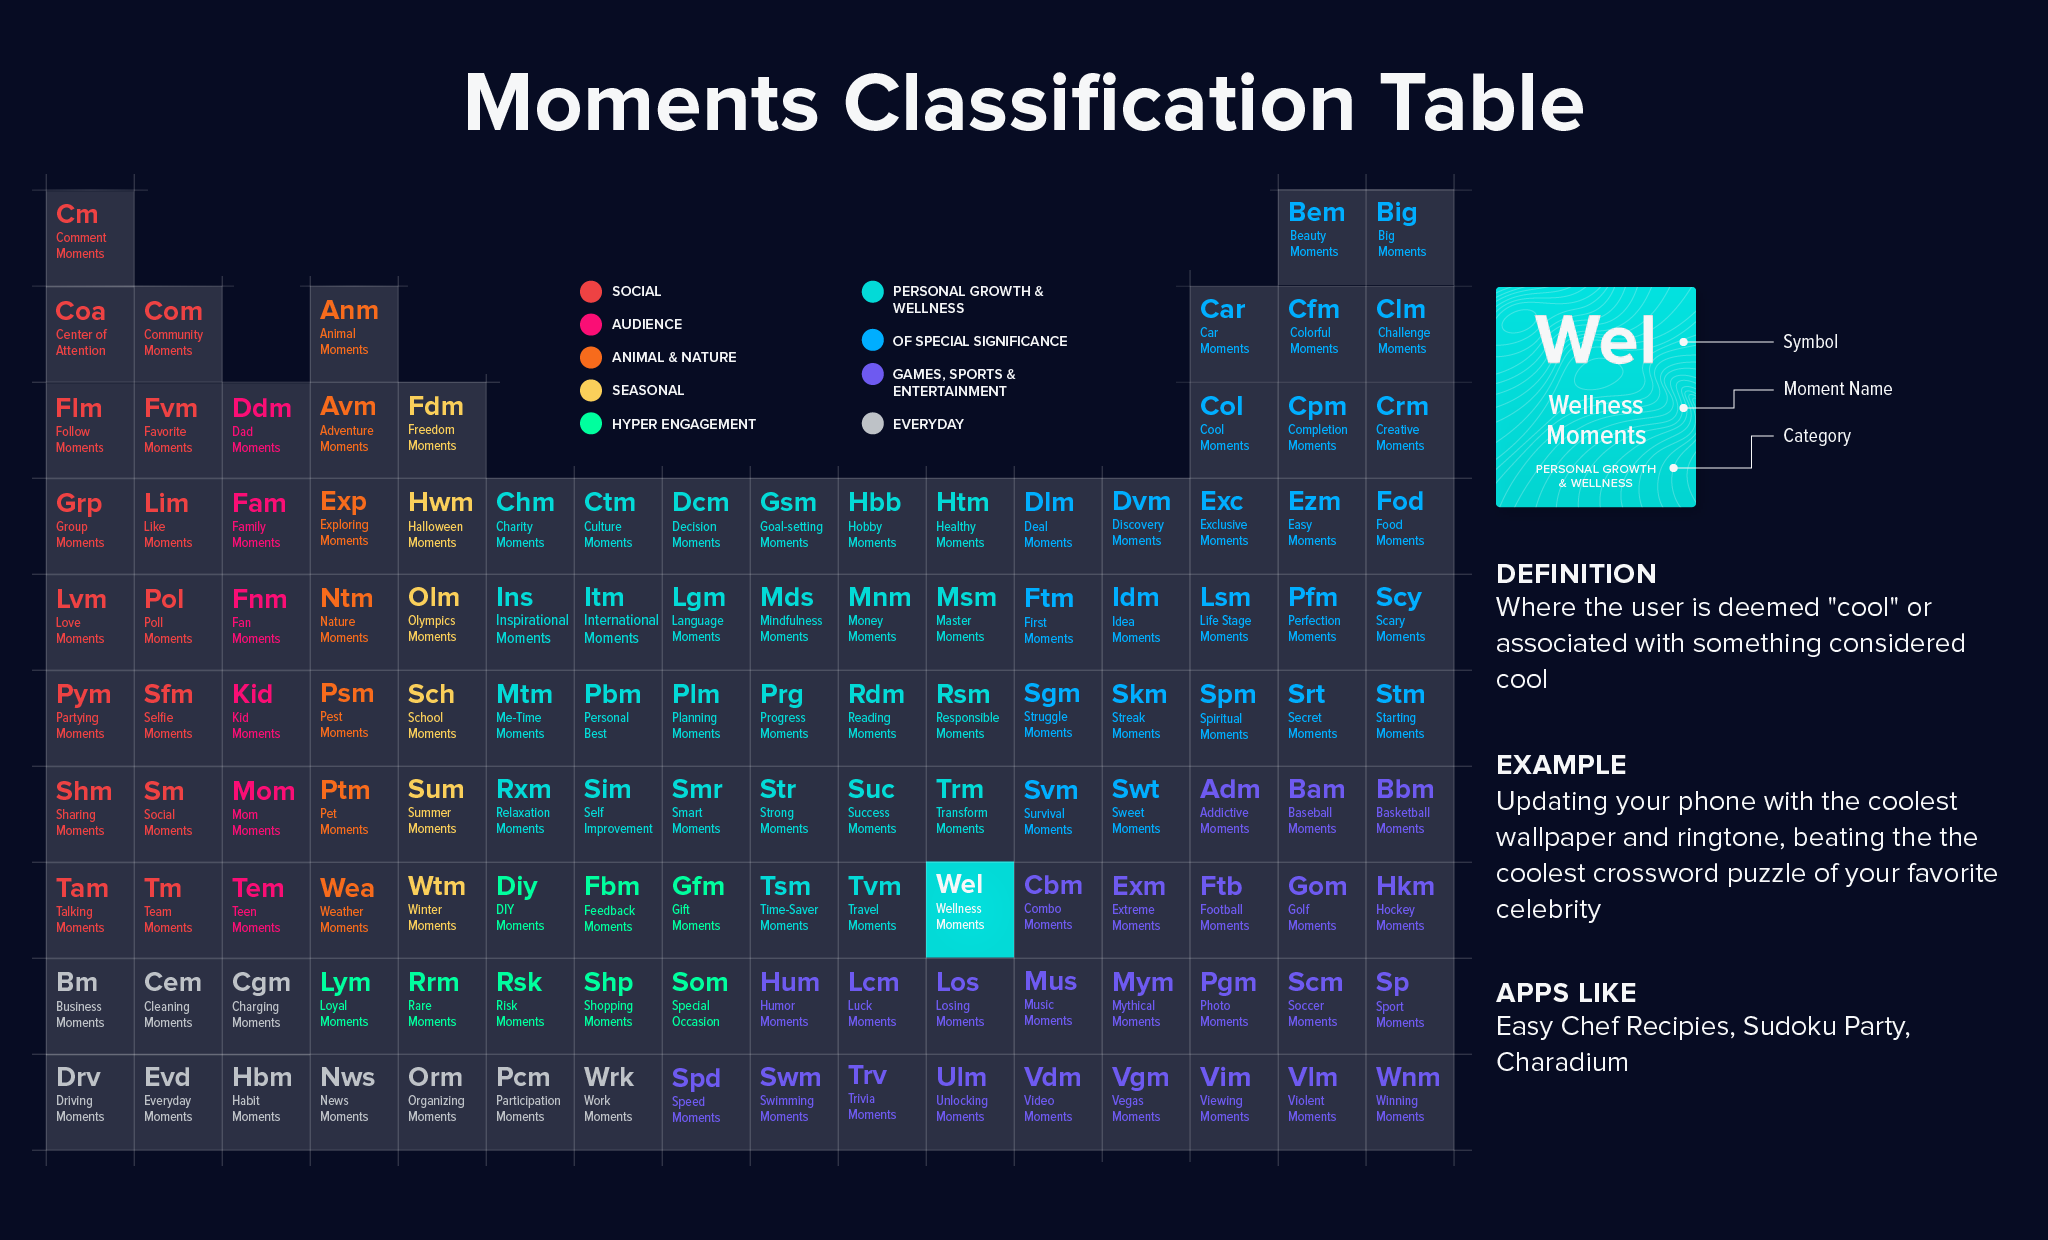 Moments Classification Table
Cm
Comment
Moments
Bem
Beauty
Moments
Big
Big
Moments
Coa
Center of
Attention
Com
Community
Moments
Anm
Animal
Moments
SOCIAL
AUDIENCE
ANIMAL & NATURE
SEASONAL
HYPER ENGAGEMENT
PERSONAL GROWTH &
WELLNESS
OF SPECIAL SIGNIFICANCE
GAMES, SPORTS &
ENTERTAINMENT
EVERYDAY
Car
Car
Moments
Cfm
Colorful
Moments
Clm
Challenge
Moments
Flm
Follow
Moments
Fvm
Favorite
Moments
Ddm
Dad
Moments
Avm
Adventure
Moments
Fdm
Freedom
Moments
Col
Cool
Moments
Cpm
Completion
Moments
Crm
Creative
Moments
Grp
Group
Moments
Lim
Like
Moments
Fam
Family
Moments
Exp
Exploring
Moments
Hwm
Halloween
Moments
Chm
Charity
Moments
Ctm
Culture
Moments
Dcm
Decision
Moments
Gsm
Goal-setting
Moments
Hbb
Hobby
Moments
Htm
Healthy
Moments
Dlm
Deal
Moments
Dvm
Discovery
Moments
Exc
Exclusive
Moments
Ezm
Easy
Moments
Fod
Food
Moments
Lvm
Love
Moments
Pol
Poll
Moments
Fnm
Fan
Moments
Ntm
Nature
Moments
Olm
Olympics
Moments
Ins
Inspirational
Moments
Itm
International
Moments
Lgm
Language
Moments
Mds
Mindfulness
Moments
Mnm
Money
Moments
Msm
Master
Moments
Ftm
First
Moments
Idm
Idea
Moments
Lsm
Life Stage
Moments
Pfm
Perfection
Moments
Scy
Scary
Moments
Pym
Partying
Moments
Sfm
Selfie
Moments
Kid
Kid
Moments
Psm
Pest
Moments
Sch
School
Moments
Mtm
Me-Time
Moments
Pbm
Personal
Best
Plm
Planning
Moments
Prg
Progress
Moments
Rdm
Reading
Moments
Rsm
Responsible
Moments
Sgm
Struggle
Moments
Skm
Streak
Moments
Spm
Spiritual
Moments
Srt
Secret
Moments
Stm
Starting
Moments
Shm
Sharing
Moments
Sm
Social
Moments
Mom
Mom
Moments
Ptm
Pet
Moments
Sum
Summer
Moments
Rxm
Relaxation
Moments
Sim
Self
Improvement
Smr
Smart
Moments
Str
Strong
Moments
Suc
Success
Moments
Trm
Transform
Moments
Svm
Survival
Moments
Swt
Sweet
Moments
Adm
Addictive
Moments
Bam
Baseball
Moments
Bbm
Basketball
Moments
Tam
Talking
Moments
Tm
Team
Moments
Tem
Teen
Moments
Wea
Weather
Moments
Wtm
Winter
Moments
Diy
DIY
Moments
Fbm
Feedback
Moments
Gfm
Gift
Moments
Tsm
Time-Saver
Moments
Tvm
Travel
Moments
Wel
Wellness
Moments
Cbm
Combo
Moments
Exm
Extreme
Moments
Ftb
Football
Moments
Gom
Golf
Moments
Hkm
Hockey
Moments
Bm
Business
Moments
Cem
Cleaning
Moments
Cgm
Charging
Moments
Lym
Loyal
Moments
Rrm
Rare
Moments
Rsk
Risk
Moments
Shp
Shopping
Moments
Som
Special
Occasion
Hum
Humor
Moments
Lcm
Luck
Moments
Los
Losing
Moments
Mus
Music
Moments
Mym
Mythical
Moments
Pgm
Photo
Moments
Scm
Soccer
Moments
Sp
Sport
Moments
Drv
Driving
Moments
Evd
Everyday
Moments
Hbm
Habit
Moments
Nws
News
Moments
Orm
Organizing
Moments
Pcm
Participation
Moments
Wrk
Work
Moments
Spd
Speed
Moments
Swm
Swimming
Moments
Trv
Trivia
Moments
Ulm
Unlocking
Moments
Vdm
Video
Moments
Vgm
Vegas
Moments
Vim
Viewing
Moments
Vlm
Violent
Moments
Wnm
Winning
Moments
Wel
Wellness
Moments
PERSONAL GROWTH
& WELLNESS
Symbol
Moment Name
Category
DEFINITION
Where the user is deemed "cool" or
associated with something considered
cool
EXAMPLE
Updating your phone with the coolest
wallpaper and ringtone, beating the the
coolest crossword puzzle of your favorite
celebrity
APPS LIKE
Easy Chef Recipies, Sudoku Party,
Charadium